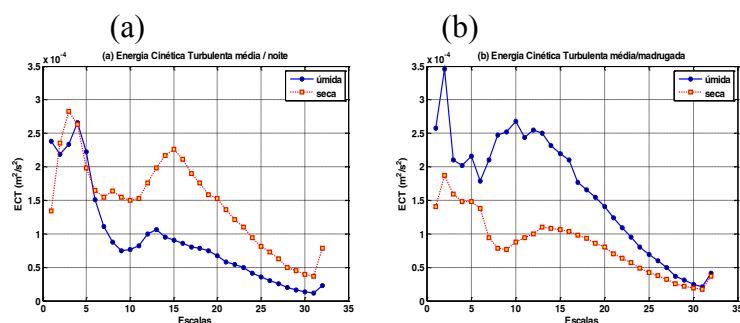 (a)
(b)
(a) Energia Cinética Turbulenta média / noite
x 10⁻⁴
ECT (m²/s²)
3.5
3
2.5
2
1.5
1
0.5
0
0 5 10 15 20 25 30 35
Escalas
úmida
seca
(b) Energia Cinética Turbulenta média/madrugada
x 10⁻⁴
ECT (m²/s²)
3.5
3
2.5
2
1.5
1
0.5
0
0 5 10 15 20 25 30 35
Escalas
úmida
seca